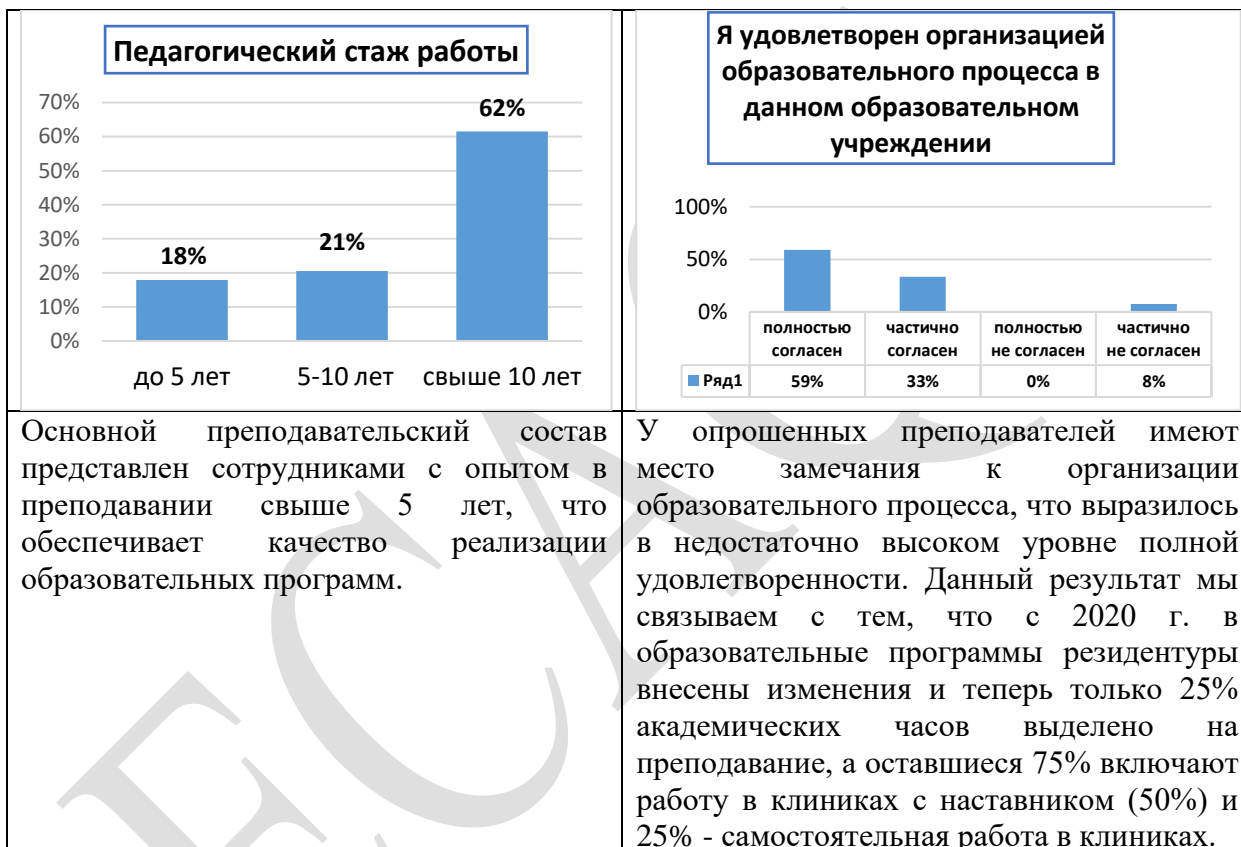 Педагогический стаж работы
70%
60%
50%
40%
30%
20%
10%
0%
18%
21%
62%
до 5 лет
5-10 лет
свыше 10 лет
Я удовлетворен организацией
образовательного процесса в
данном образовательном
учреждении
100%
50%
0%
полностью согласен
частично согласен
полностью не согласен
частично не согласен
Ряд1 59% 33% 0% 8%
Основной преподавательский состав
представлен сотрудниками с опытом в
преподавании свыше 5 лет, что
обеспечивает качество реализации
образовательных программ.
У опрошенных преподавателей имеют
место замечания к организации
образовательного процесса, что выразилось
в недостаточно высоком уровне полной
удовлетворенности. Данный результат мы
связываем с тем, что с 2020 г. в
образовательные программы резидентуры
внесены изменения и теперь только 25%
академических часов выделено на
преподавание, а оставшиеся 75% включают
работу в клиниках с наставником (50%) и
25% - самостоятельная работа в клиниках.